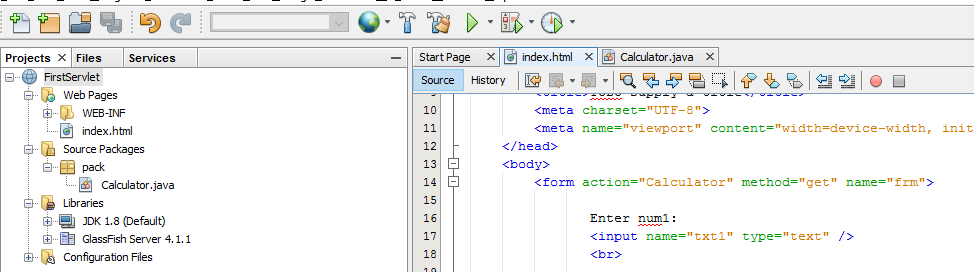 Projects Files Services
FirstServlet
Web Pages
WEB-INF
index.html
Source Packages
pack
Calculator.java
Libraries
JDK 1.8 (Default)
GlassFish Server 4.1.1
Configuration Files
Start Page index.html Calculator.java
Source History
10 <meta charset="UTF-8">
11 <meta name="viewport" content="width=device-width, init
12 </head>
13 <body>
14 <form action="Calculator" method="get" name="frm">
15
16 Enter num1:
17 <input name="txt1" type="text" />
18 <br>